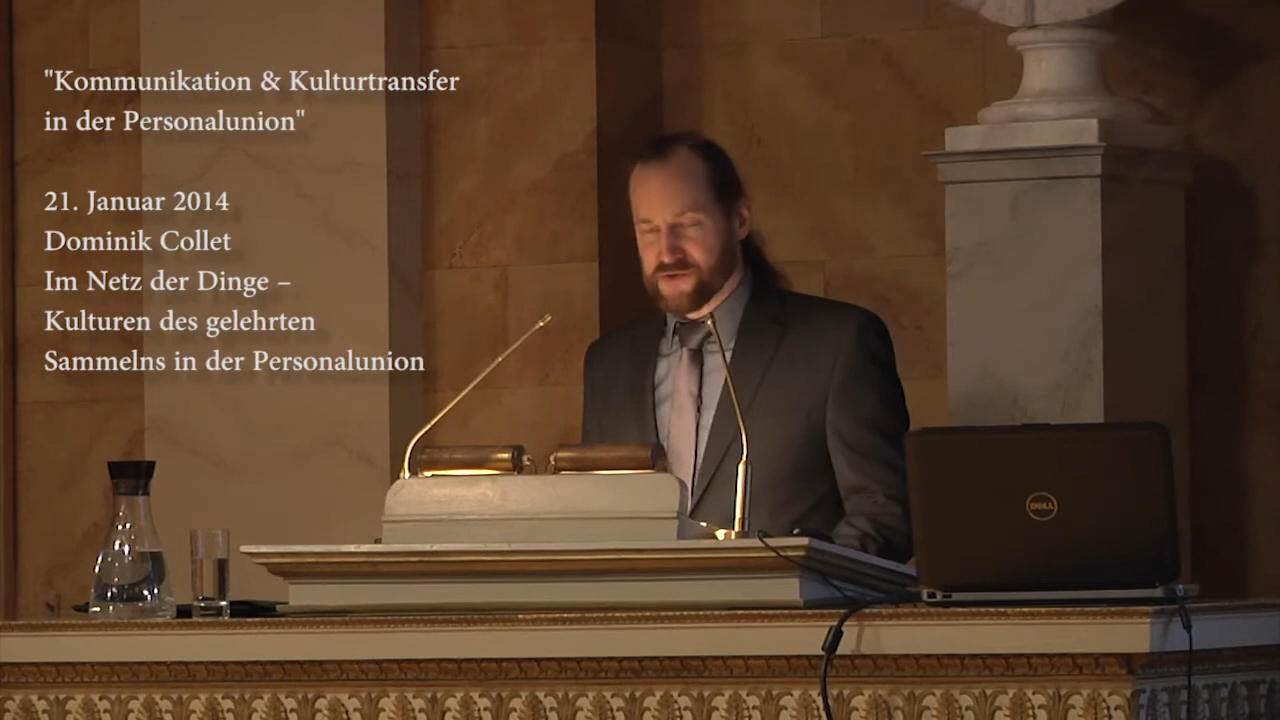 "Kommunikation & Kulturtransfer
in der Personalunion"
21. Januar 2014
Dominik Collet
Im Netz der Dinge –
Kulturen des gelehrten
Sammelns in der Personalunion
DELL